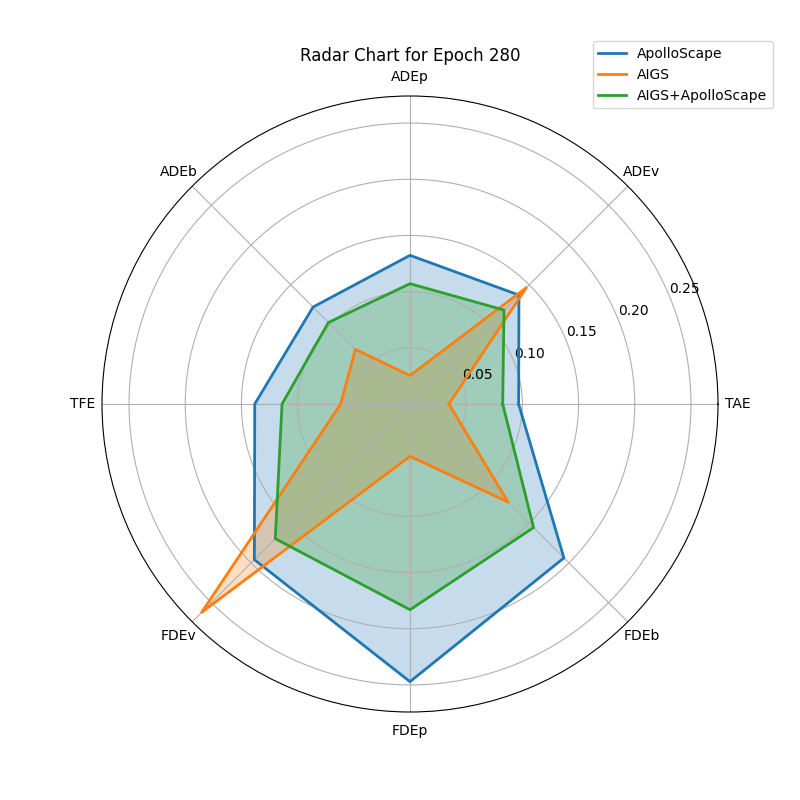 Radar Chart for Epoch 280
ApolloScape
AIGS
AIGS+ApolloScape
ADEp
ADEb
ADEv
0.25
0.20
0.15
0.10
0.05
TFE
TAE
FDEv
FDEb
FDEp